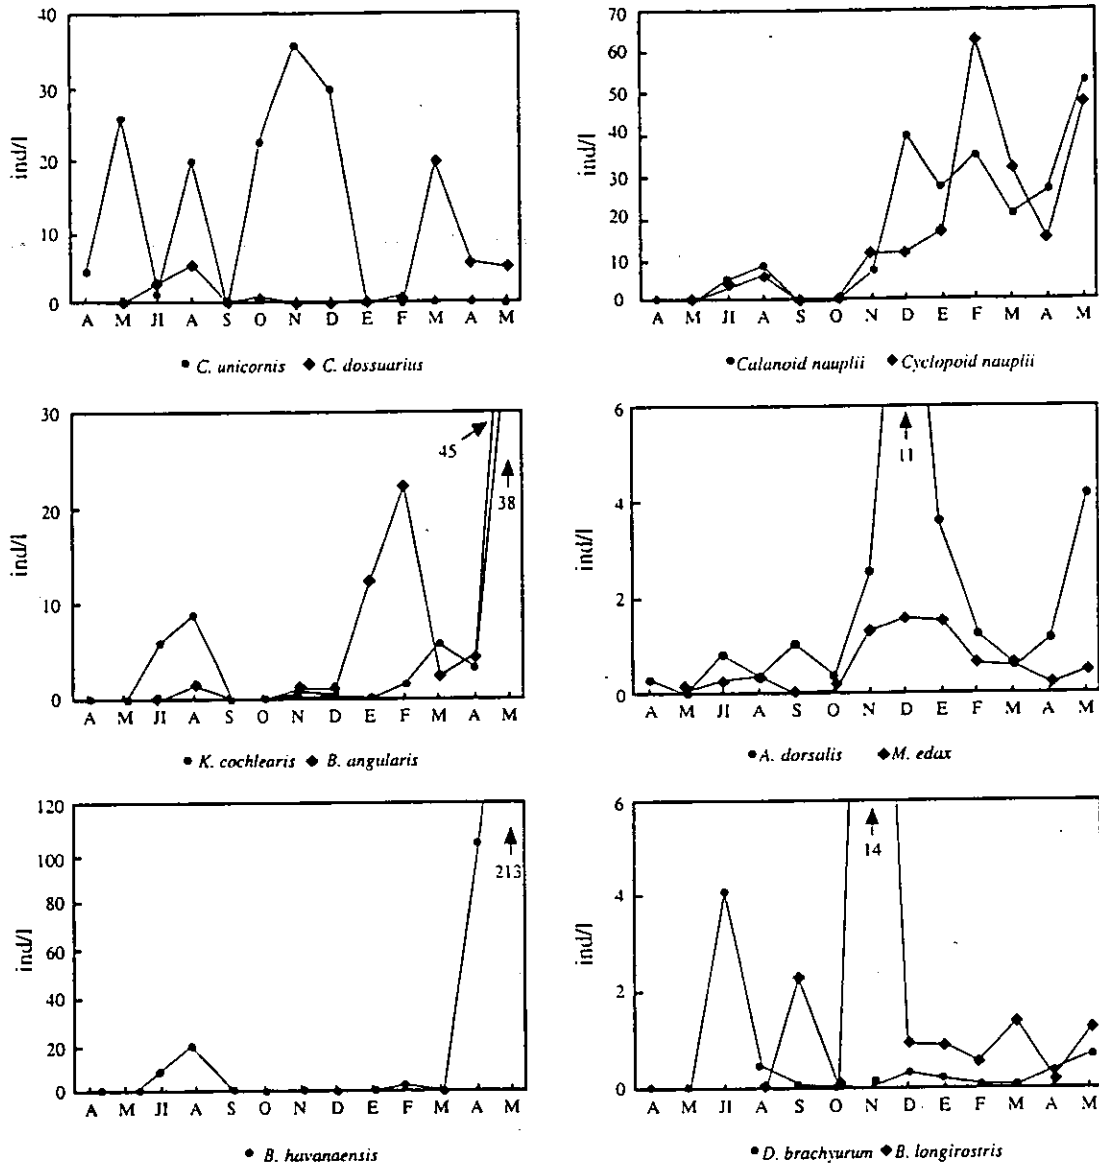 40
30
20
10
0
ind/l
A M Jl A S O N D E F M A M
● C. unicornis ◆ C. dossuarius
70
60
50
40
30
20
10
0
ind/l
A M Jl A S O N D E F M A M
● Calanoid nauplii ◆ Cyclopoid nauplii
30
20
10
0
ind/l
45
38
A M Jl A S O N D E F M A M
● K. cochlearis ◆ B. angularis
6
4
2
0
ind/l
11
A M Jl A S O N D E F M A M
● A. dorsalis ◆ M. edax
120
100
80
60
40
20
0
ind/l
213
A M Jl A S O N D E F M A M
● B. havanaensis
6
4
2
0
ind/l
14
A M Jl A S O N D E F M A M
● D. brachyurum ◆ B. longirostris